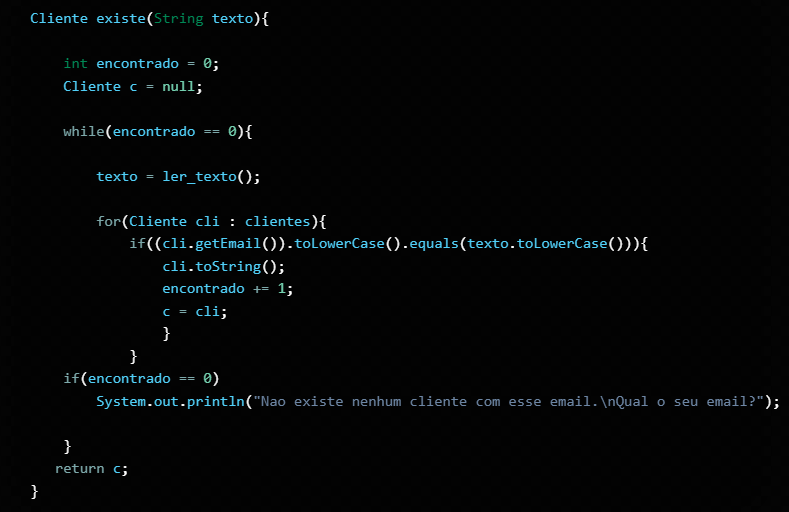 Cliente existe(String texto){
int encontrado = 0;
Cliente c = null;
while(encontrado == 0){
texto = ler_texto();
for(Cliente cli : clientes){
if((cli.getEmail()).toLowerCase().equals(texto.toLowerCase())){
cli.toString();
encontrado += 1;
c = cli;
}
}
if(encontrado == 0)
System.out.println("Nao existe nenhum cliente com esse email.\nQual o seu email?");
}
return c;
}